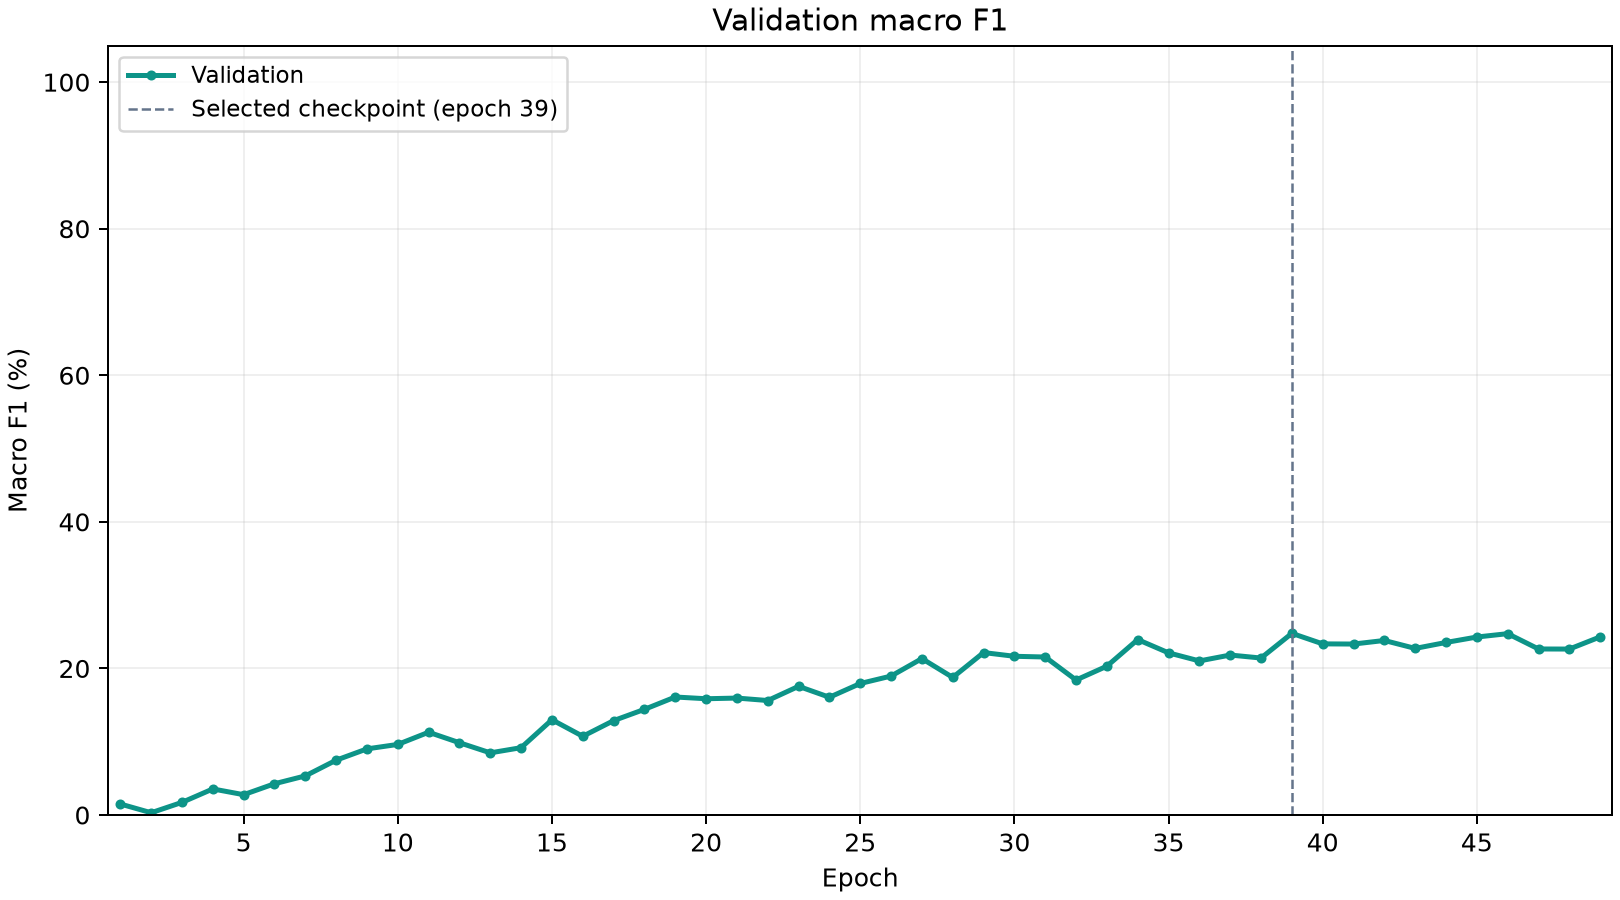 Validation macro F1
Validation
Selected checkpoint (epoch 39)
100
80
60
40
20
0
Macro F1 (%)
5 10 15 20 25 30 35 40 45
Epoch